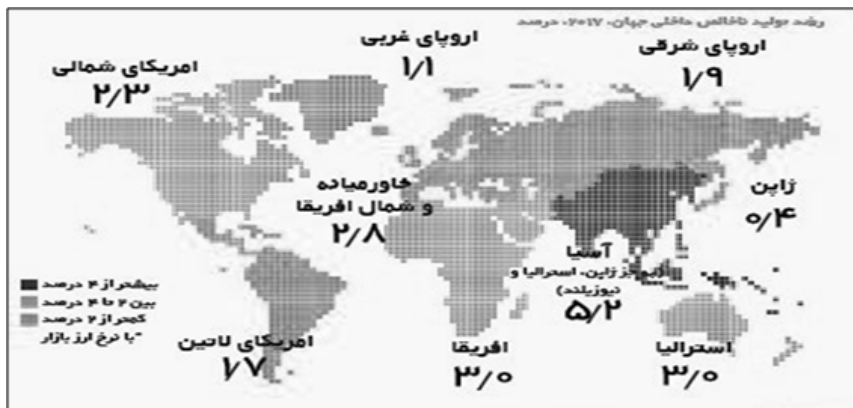 رشد تولید ناخالص داخلی جهان، ۲۰۱۷، درصد
اروپای شرقی
۱/۹
اروپای غربی
۱/۱
امریکای شمالی
۲/۳
ژاپن
۰/۴
خاورمیانه
و شمال افریقا
۲/۸
آسیا
(به جز ژاپن، استرالیا و
نیوزیلند)
۵/۲
بیشتر از ۴ درصد
بین ۲ تا ۴ درصد
کمتر از ۲ درصد
*با نرخ ارز بازار
امریکای لاتین
۱/۷
افریقا
۳/۰
استرالیا
۳/۰